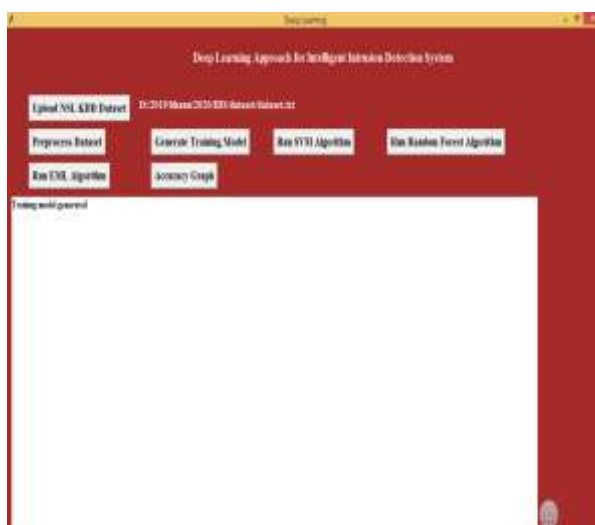 Deep Learning Approach for Intelligent Intrusion Detection System
Upload NSL KDD Dataset
Preprocess Dataset Generate Training Model Run SVM Algorithm Run Random Forest Algorithm
Run EML Algorithm Accuracy Graph
Training model generated